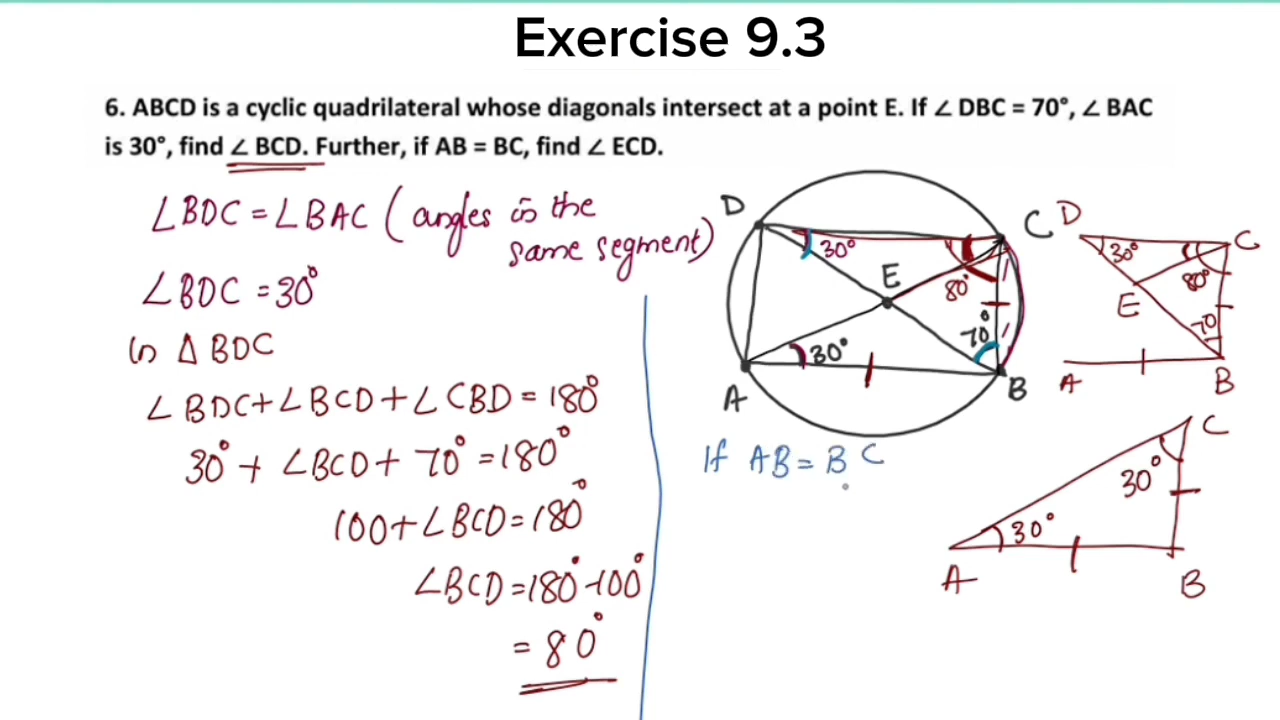 Exercise 9.3
6. ABCD is a cyclic quadrilateral whose diagonals intersect at a point E. If ∠ DBC = 70°, ∠ BAC
is 30°, find ∠ BCD. Further, if AB = BC, find ∠ ECD.
∠BDC = ∠BAC (angles in the
same segment)
∠BDC = 30°
In Δ BDC
∠BDC + ∠BCD + ∠CBD = 180°
30° + ∠BCD + 70° = 180°
100 + ∠BCD = 180°
∠BCD = 180° - 100°
= 80°
D
C
30°
E
80°
70°
30°
A
B
If AB = BC
D
C
30°
80°
E
70
A
B
C
30°
30°
A
B